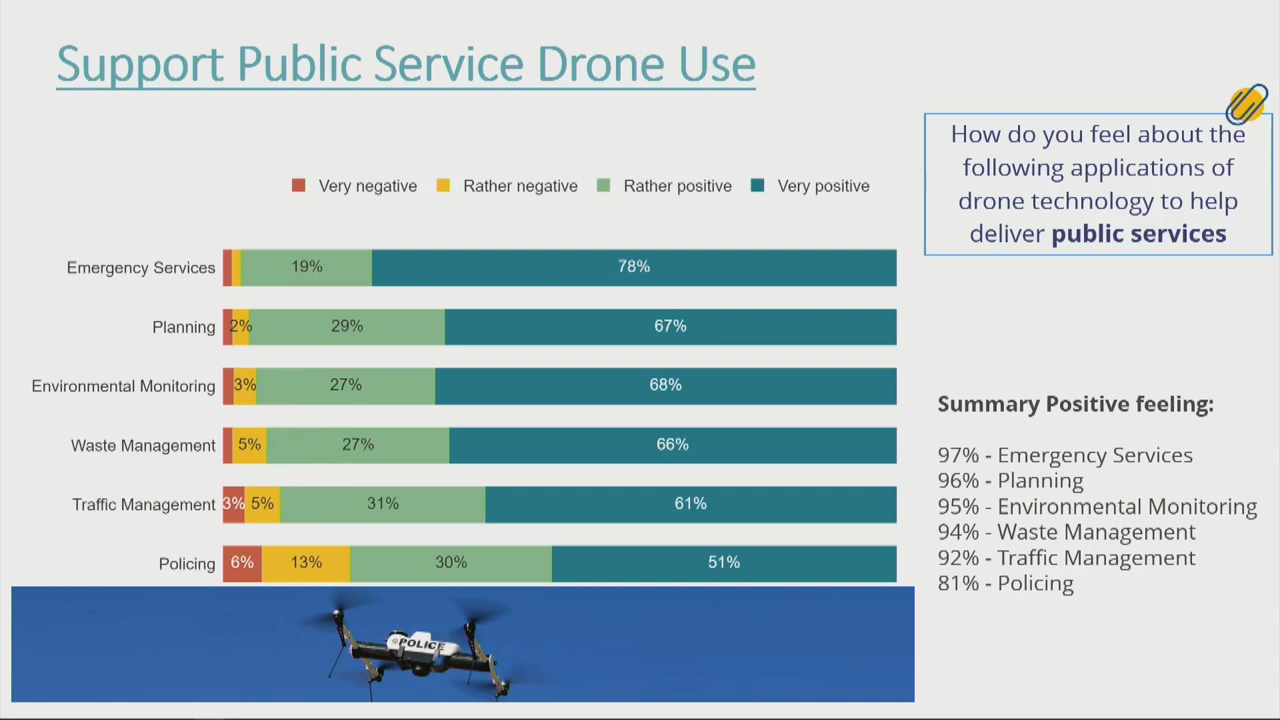 Support Public Service Drone Use
How do you feel about the
following applications of
drone technology to help
deliver public services
Very negative Rather negative Rather positive Very positive
Emergency Services 19% 78%
Planning 2% 29% 67%
Environmental Monitoring 3% 27% 68%
Waste Management 5% 27% 66%
Traffic Management 3% 5% 31% 61%
Policing 6% 13% 30% 51%
Summary Positive feeling:
97% - Emergency Services
96% - Planning
95% - Environmental Monitoring
94% - Waste Management
92% - Traffic Management
81% - Policing
POLICE